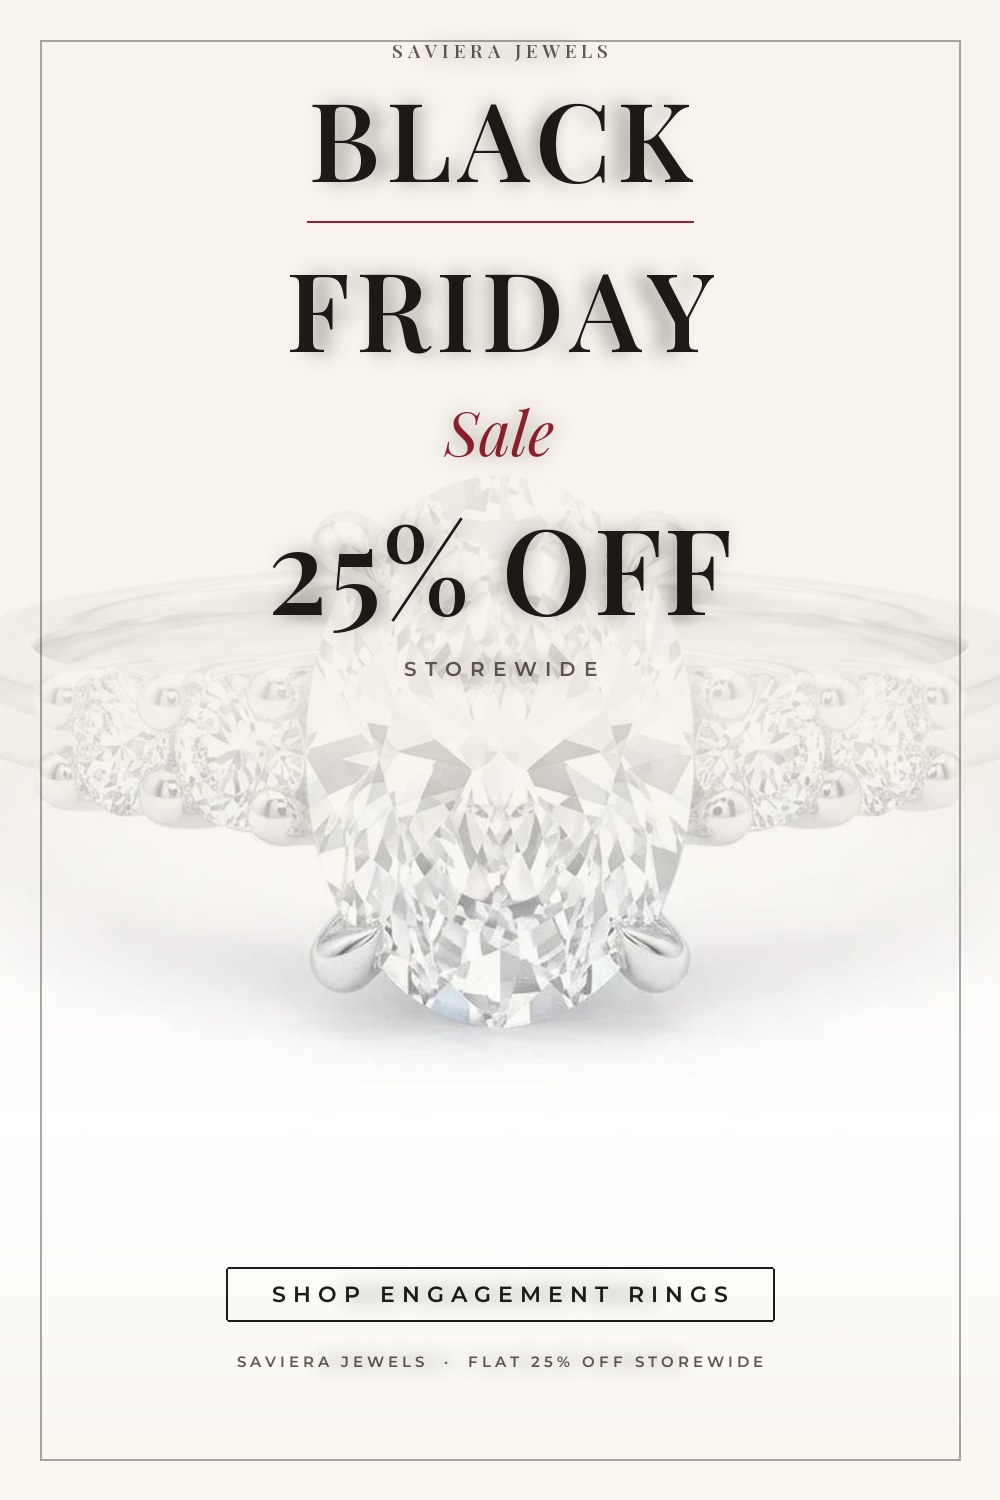 SAVIERA JEWELS
BLACK
FRIDAY
Sale
25% OFF
STOREWIDE
SHOP ENGAGEMENT RINGS
SAVIERA JEWELS · FLAT 25% OFF STOREWIDE